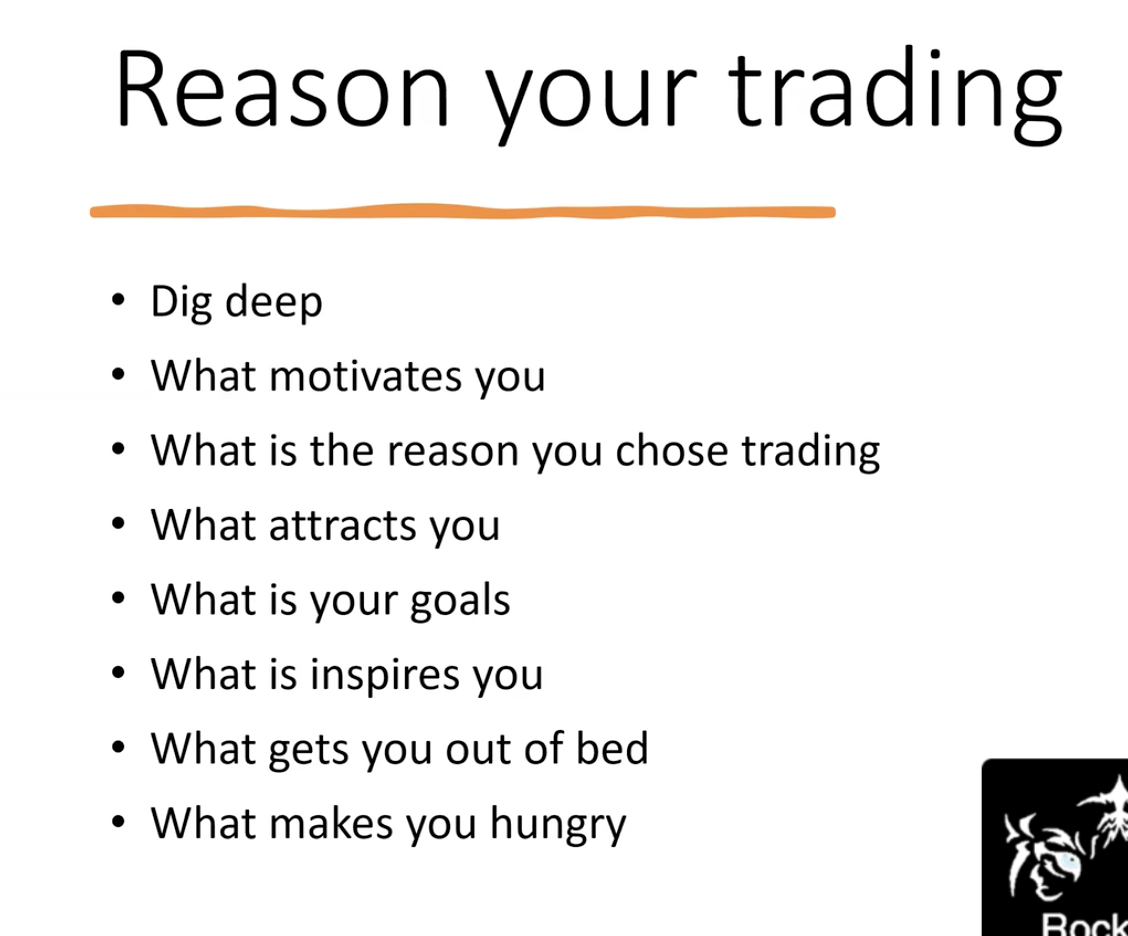 Reason your trading
• Dig deep
• What motivates you
• What is the reason you chose trading
• What attracts you
• What is your goals
• What is inspires you
• What gets you out of bed
• What makes you hungry
Rock